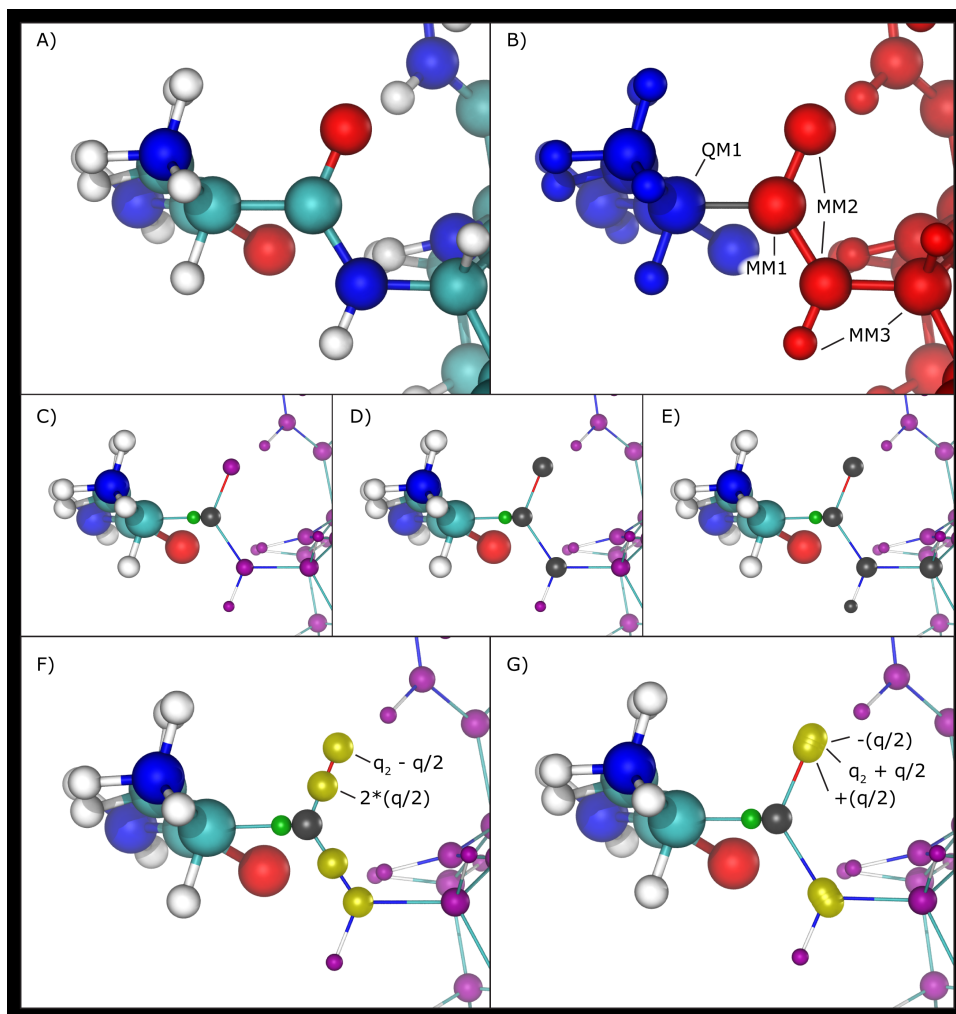 A)
B)
QM1
MM2
MM1
MM3
C)
D)
E)
F)
q₂ - q/2
2*(q/2)
G)
-(q/2)
q₂ + q/2
+(q/2)